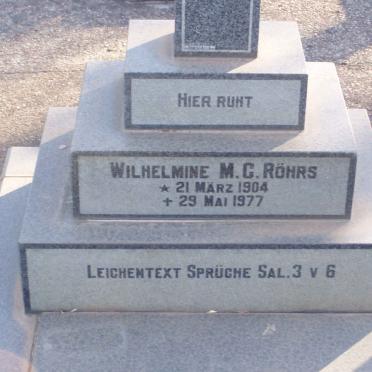 HIER RUHT
WILHELMINE M. C. RÖHRS
★ 21 MÄRZ 1904
+ 29 MAI 1977
LEICHENTEXT SPRÜCHE SAL. 3 V 6